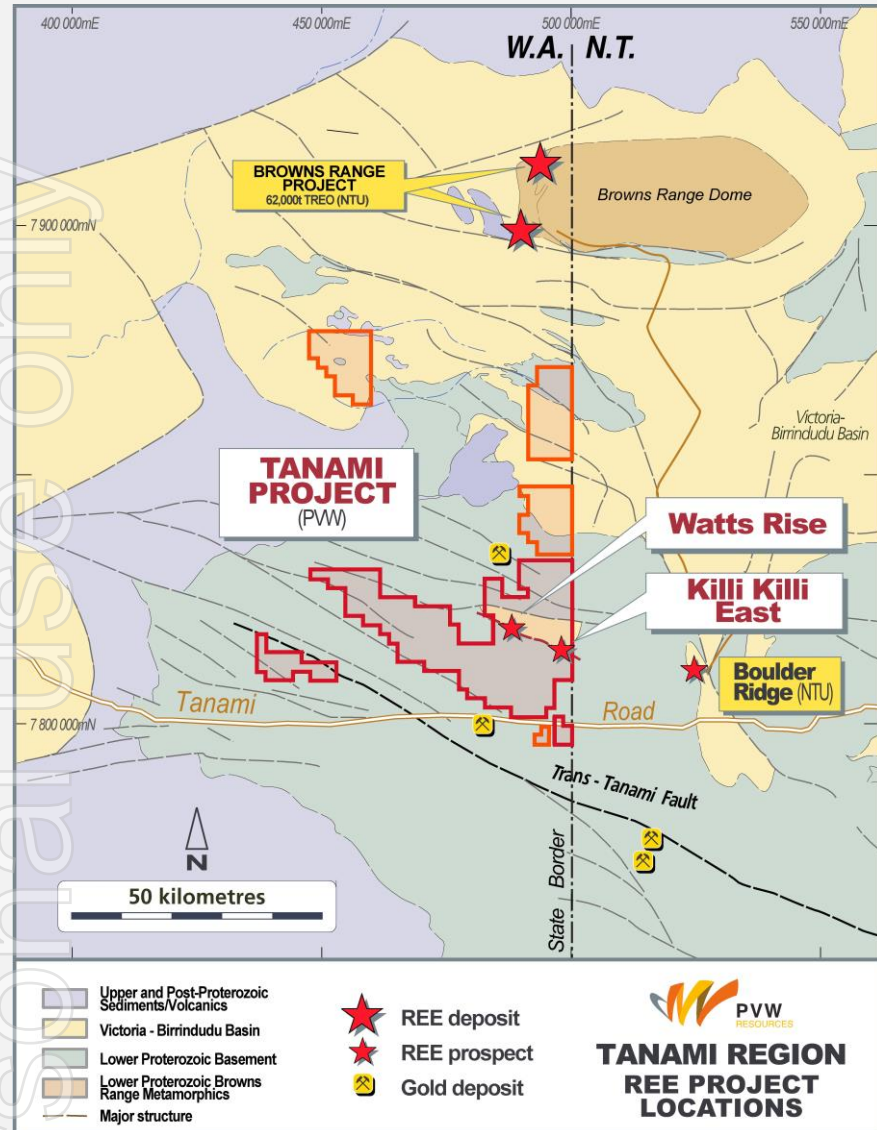 400 000mE
450 000mE
500 000mE
550 000mE
W.A.
N.T.
BROWNS RANGE
PROJECT
62,000t TREO (NTU)
Browns Range Dome
7 900 000mN
Victoria-
Birrindudu Basin
TANAMI
PROJECT
(PVW)
Watts Rise
Killi Killi
East
Boulder
Ridge (NTU)
Tanami
Road
7 800 000mN
Trans - Tanami Fault
N
50 kilometres
State Border
Upper and Post-Proterozoic
Sediments/Volcanics
Victoria - Birrindudu Basin
Lower Proterozoic Basement
Lower Proterozoic Browns
Range Metamorphics
Major structure
REE deposit
REE prospect
Gold deposit
PVW
RESOURCES
TANAMI REGION
REE PROJECT
LOCATIONS
sonal use only